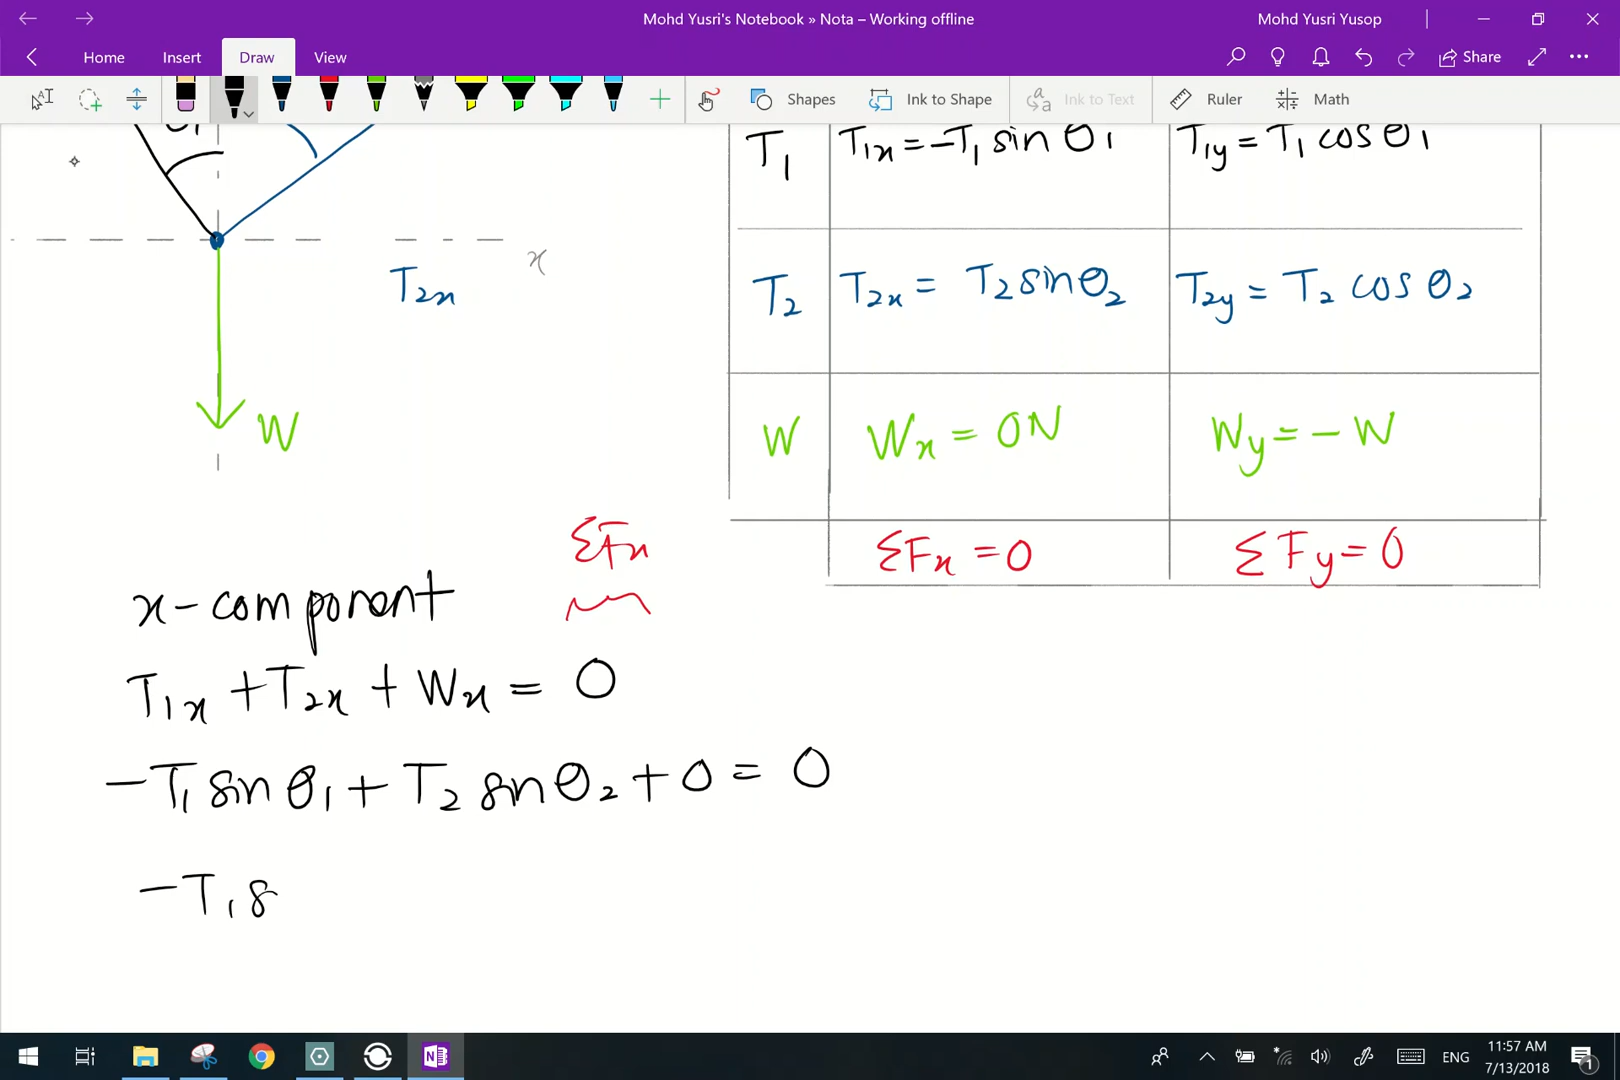 Mohd Yusri's Notebook » Nota – Working offline
Mohd Yusri Yusop
Home Insert Draw View
Share
Shapes Ink to Shape Ink to Text Ruler Math
θ₁
x
T₂ₓ
W
T₁ T₁ₓ = -T₁ sin θ₁ T₁y = T₁ cos θ₁
T₂ T₂ₓ = T₂ sin θ₂ T₂y = T₂ cos θ₂
W Wₓ = 0N Wy = - W
ΣFₓ = 0 ΣFy = 0
ΣFₓ
x - component
T₁ₓ + T₂ₓ + Wₓ = 0
-T₁ sin θ₁ + T₂ sin θ₂ + 0 = 0
-T₁ s
ENG
11:57 AM
7/13/2018
1